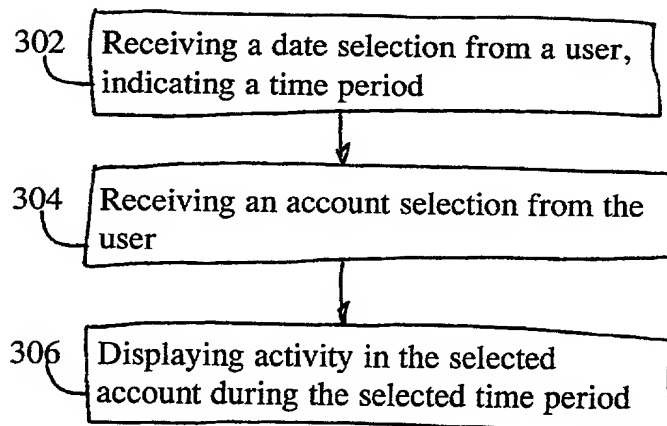 302 Receiving a date selection from a user,
indicating a time period
304 Receiving an account selection from the
user
306 Displaying activity in the selected
account during the selected time period